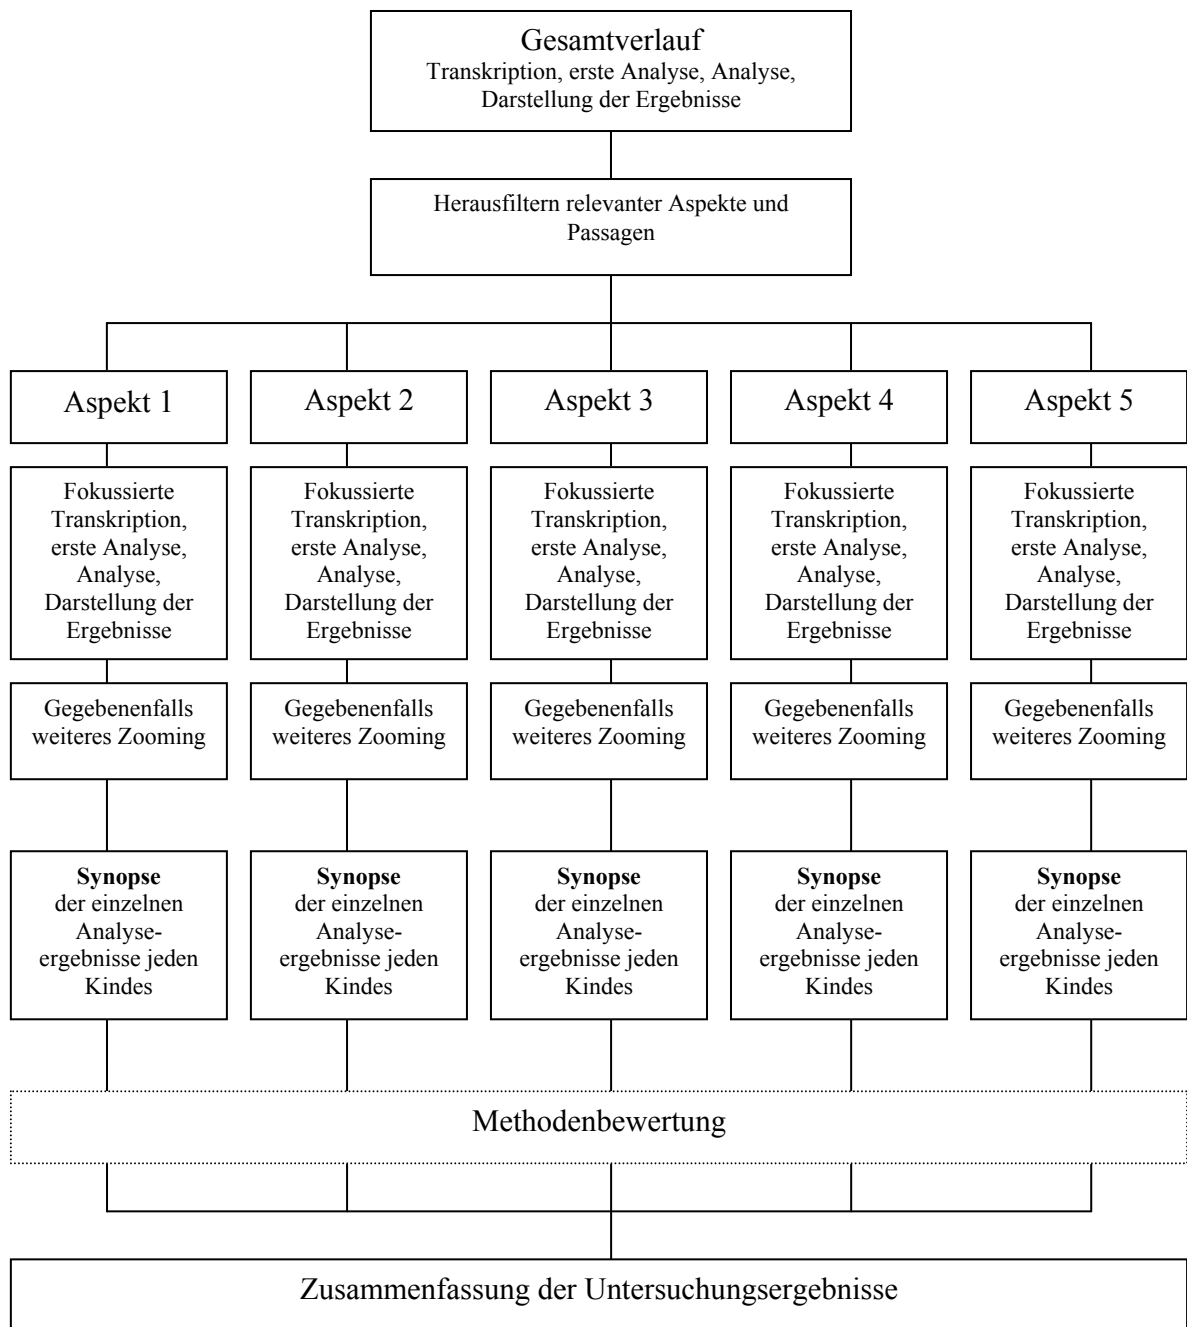 Gesamtverlauf
Transkription, erste Analyse, Analyse,
Darstellung der Ergebnisse
Herausfiltern relevanter Aspekte und
Passagen
Aspekt 1
Aspekt 2
Aspekt 3
Aspekt 4
Aspekt 5
Fokussierte
Transkription,
erste Analyse,
Analyse,
Darstellung der
Ergebnisse
Fokussierte
Transkription,
erste Analyse,
Analyse,
Darstellung der
Ergebnisse
Fokussierte
Transkription,
erste Analyse,
Analyse,
Darstellung der
Ergebnisse
Fokussierte
Transkription,
erste Analyse,
Analyse,
Darstellung der
Ergebnisse
Fokussierte
Transkription,
erste Analyse,
Analyse,
Darstellung der
Ergebnisse
Gegebenenfalls
weiteres Zooming
Gegebenenfalls
weiteres Zooming
Gegebenenfalls
weiteres Zooming
Gegebenenfalls
weiteres Zooming
Gegebenenfalls
weiteres Zooming
Synopse
der einzelnen
Analyse-
ergebnisse jeden
Kindes
Synopse
der einzelnen
Analyse-
ergebnisse jeden
Kindes
Synopse
der einzelnen
Analyse-
ergebnisse jeden
Kindes
Synopse
der einzelnen
Analyse-
ergebnisse jeden
Kindes
Synopse
der einzelnen
Analyse-
ergebnisse jeden
Kindes
Methodenbewertung
Zusammenfassung der Untersuchungsergebnisse